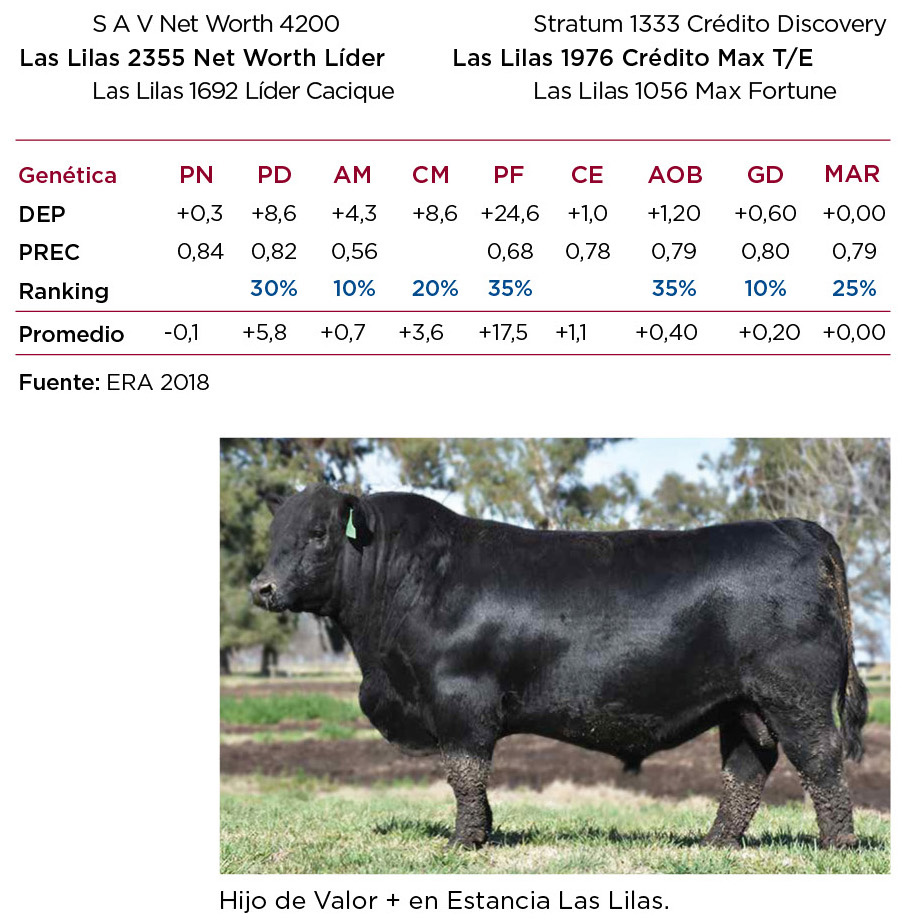 S A V Net Worth 4200
Las Lilas 2355 Net Worth Líder
Las Lilas 1692 Líder Cacique
Stratum 1333 Crédito Discovery
Las Lilas 1976 Crédito Max T/E
Las Lilas 1056 Max Fortune
Genética PN PD AM CM PF CE AOB GD MAR
DEP +0,3 +8,6 +4,3 +8,6 +24,6 +1,0 +1,20 +0,60 +0,00
PREC 0,84 0,82 0,56 0,68 0,78 0,79 0,80 0,79
Ranking 30% 10% 20% 35% 35% 10% 25%
Promedio -0,1 +5,8 +0,7 +3,6 +17,5 +1,1 +0,40 +0,20 +0,00
Fuente: ERA 2018
Hijo de Valor + en Estancia Las Lilas.